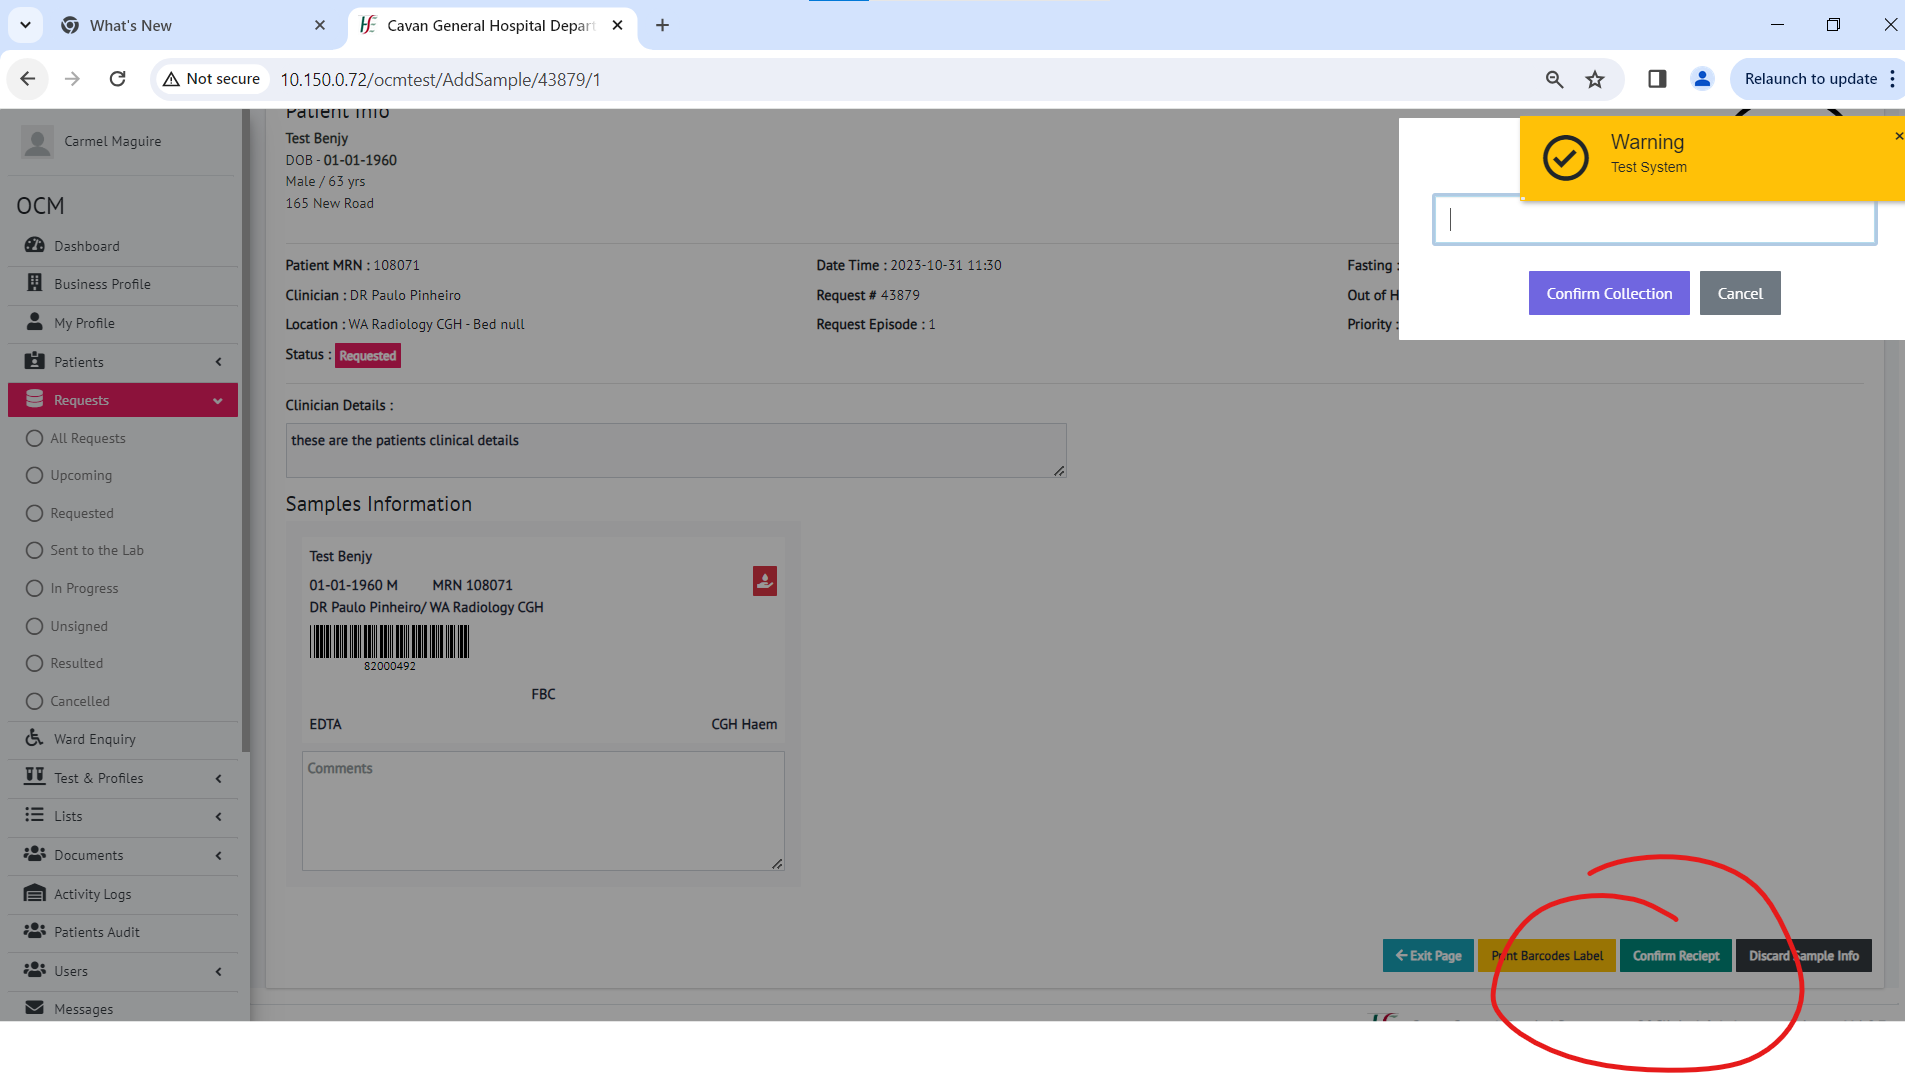 What's New
Cavan General Hospital Depart
Not secure
10.150.0.72/ocmtest/AddSample/43879/1
Relaunch to update
Carmel Maguire
OCM
Dashboard
Business Profile
My Profile
Patients
Requests
All Requests
Upcoming
Requested
Sent to the Lab
In Progress
Unsigned
Resulted
Cancelled
Ward Enquiry
Test & Profiles
Lists
Documents
Activity Logs
Patients Audit
Users
Messages
Patient Info
Test Benjy
DOB - 01-01-1960
Male / 63 yrs
165 New Road
Patient MRN : 108071
Date Time : 2023-10-31 11:30
Fasting :
Clinician : DR Paulo Pinheiro
Request # 43879
Out of H
Location : WA Radiology CGH - Bed null
Request Episode : 1
Priority :
Status : Requested
Clinician Details :
these are the patients clinical details
Samples Information
Test Benjy
01-01-1960 M MRN 108071
DR Paulo Pinheiro/ WA Radiology CGH
82000492
FBC
EDTA CGH Haem
Comments
Exit Page
Print Barcodes Label
Confirm Reciept
Discard Sample Info
Warning
Test System
Confirm Collection
Cancel